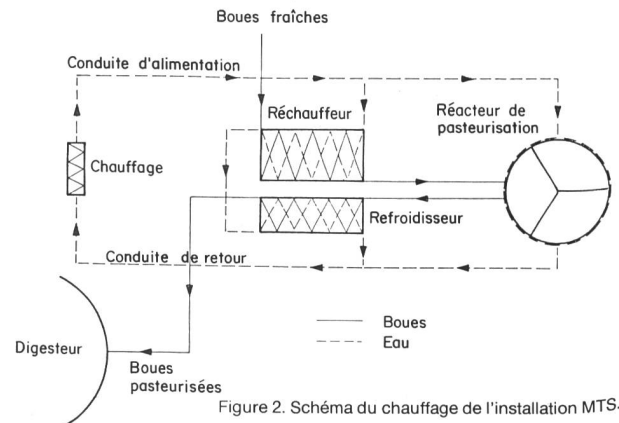 Boues fraîches
Conduite d'alimentation
Réchauffeur
Réacteur de
pasteurisation
Chauffage
Refroidisseur
Conduite de retour
Digesteur
Boues
pasteurisées
Boues
Eau
Figure 2. Schéma du chauffage de l'installation MTS.